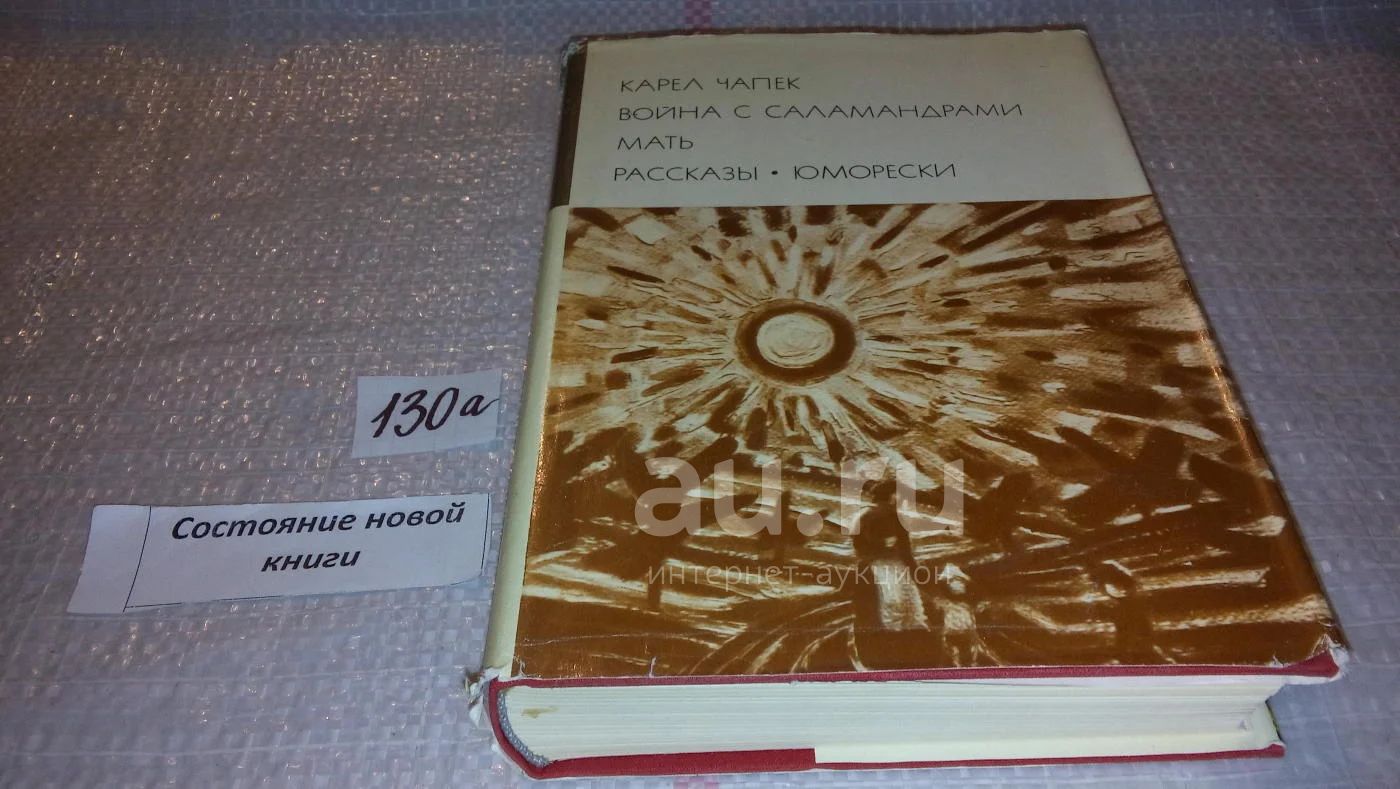 КАРЕЛ ЧАПЕК
ВОЙНА С САЛАМАНДРАМИ
МАТЬ
РАССКАЗЫ • ЮМОРЕСКИ
130а
Состояние новой
книги
au.ru
интернет-аукцион